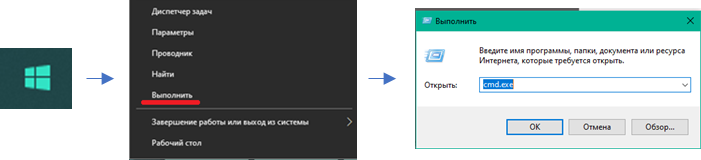 Диспетчер задач
Параметры
Проводник
Найти
Выполнить
Завершение работы или выход из системы
Рабочий стол
Выполнить
Введите имя программы, папки, документа или ресурса
Интернета, которые требуется открыть.
Открыть: cmd.exe
ОК Отмена Обзор...